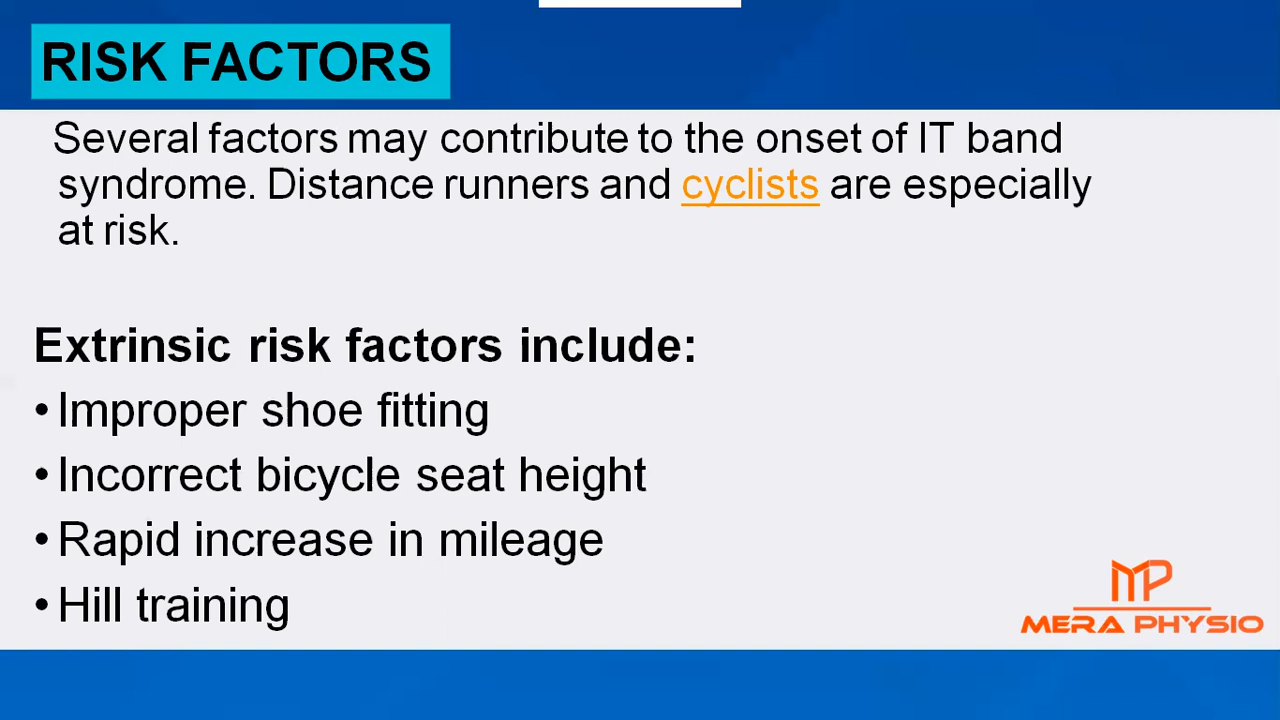 RISK FACTORS
Several factors may contribute to the onset of IT band
syndrome. Distance runners and cyclists are especially
at risk.
Extrinsic risk factors include:
• Improper shoe fitting
• Incorrect bicycle seat height
• Rapid increase in mileage
• Hill training
MP
MERA PHYSIO